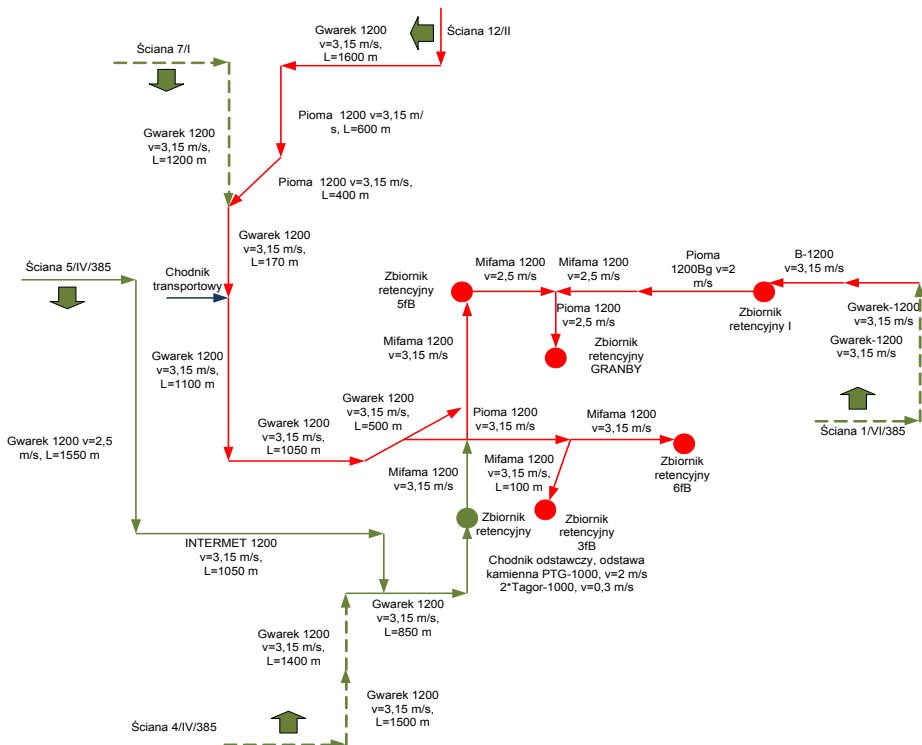 Gwarek 1200
v=3,15 m/s,
L=1600 m
Ściana 12/II
Ściana 7/I
Pioma 1200 v=3,15 m/
s, L=600 m
Gwarek 1200
v=3,15 m/s,
L=1200 m
Pioma 1200 v=3,15 m/s,
L=400 m
Gwarek 1200
v=3,15 m/s,
L=170 m
Ściana 5/IV/385
Chodnik
transportowy
Zbiornik
retencyjny
5fB
Mifama 1200
v=2,5 m/s
Mifama 1200
v=2,5 m/s
Pioma
1200Bg v=2
m/s
B-1200
v=3,15 m/s
Pioma 1200
v=2,5 m/s
Zbiornik
retencyjny I
Gwarek-1200
v=3,15 m/s
Gwarek-1200
v=3,15 m/s
Zbiornik
retencyjny
GRANBY
Mifama 1200
v=3,15 m/s
Gwarek 1200
v=3,15 m/s,
L=1100 m
Gwarek 1200
v=3,15 m/s,
L=500 m
Pioma 1200
v=3,15 m/s
Mifama 1200
v=3,15 m/s
Ściana 1/VI/385
Gwarek 1200
v=3,15 m/s,
L=1050 m
Gwarek 1200 v=2,5
m/s, L=1550 m
Mifama 1200
v=3,15 m/s
Mifama 1200
v=3,15 m/s,
L=100 m
Zbiornik
retencyjny
6fB
Zbiornik
retencyjny
Zbiornik
retencyjny
3fB
INTERMET 1200
v=3,15 m/s,
L=1050 m
Chodnik odstawczy, odstawa
kamienna PTG-1000, v=2 m/s
2*Tagor-1000, v=0,3 m/s
Gwarek 1200
v=3,15 m/s,
L=850 m
Gwarek 1200
v=3,15 m/s,
L=1400 m
Gwarek 1200
v=3,15 m/s,
L=1500 m
Ściana 4/IV/385